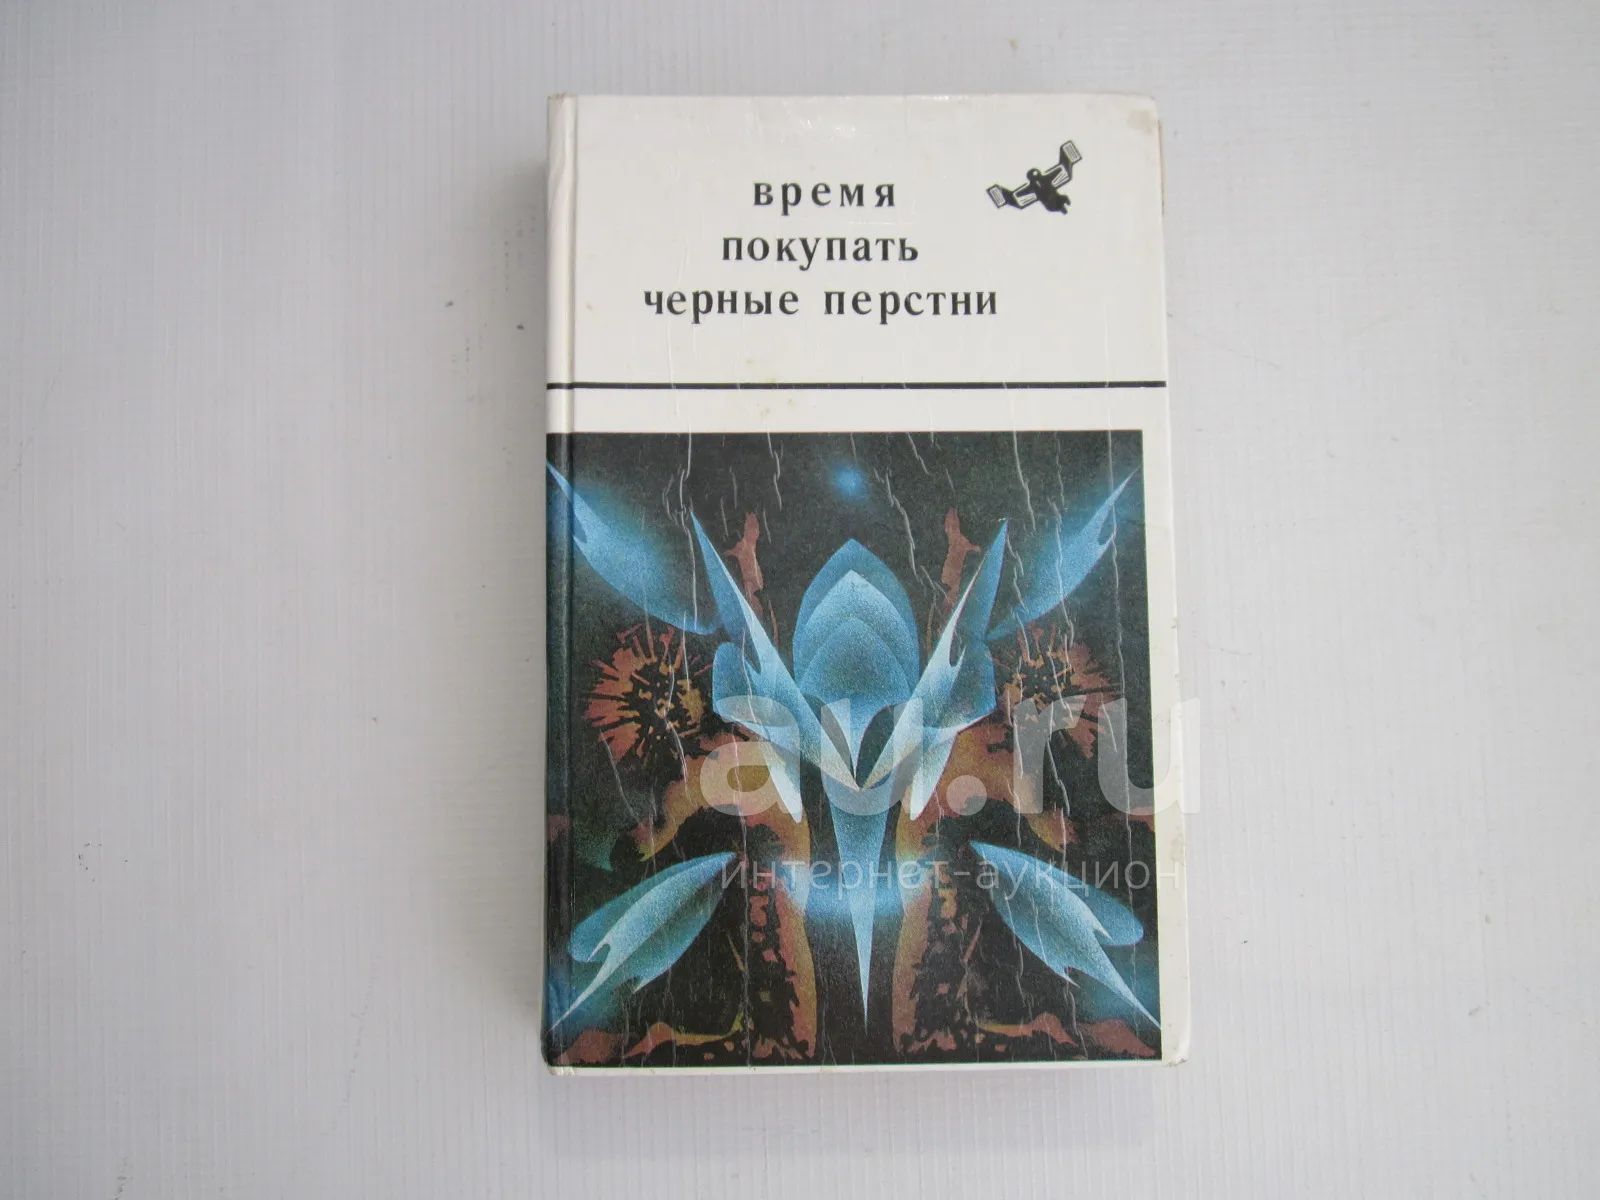 время
покупать
черные перстни
au.ru
интернет-аукцион